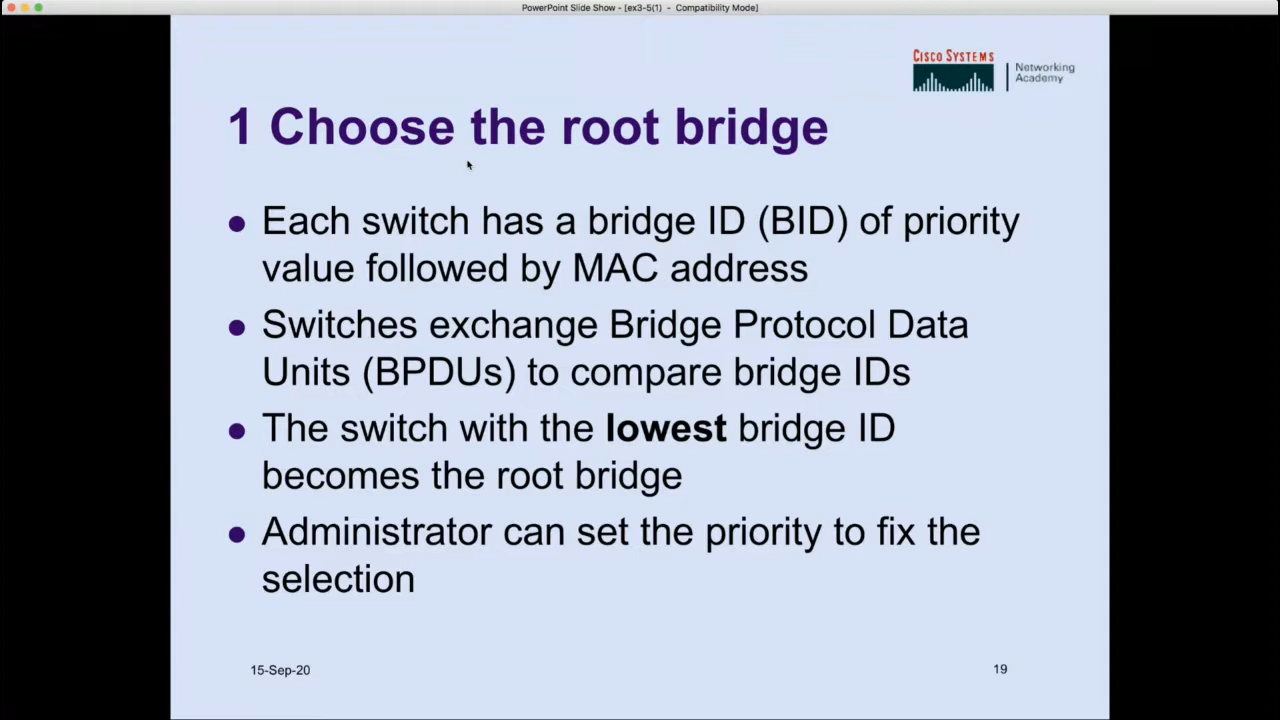 PowerPoint Slide Show - [ex3-5(1) - Compatibility Mode]
CISCO SYSTEMS
Networking
Academy
1 Choose the root bridge
Each switch has a bridge ID (BID) of priority
value followed by MAC address
Switches exchange Bridge Protocol Data
Units (BPDUs) to compare bridge IDs
The switch with the lowest bridge ID
becomes the root bridge
Administrator can set the priority to fix the
selection
15-Sep-20
19